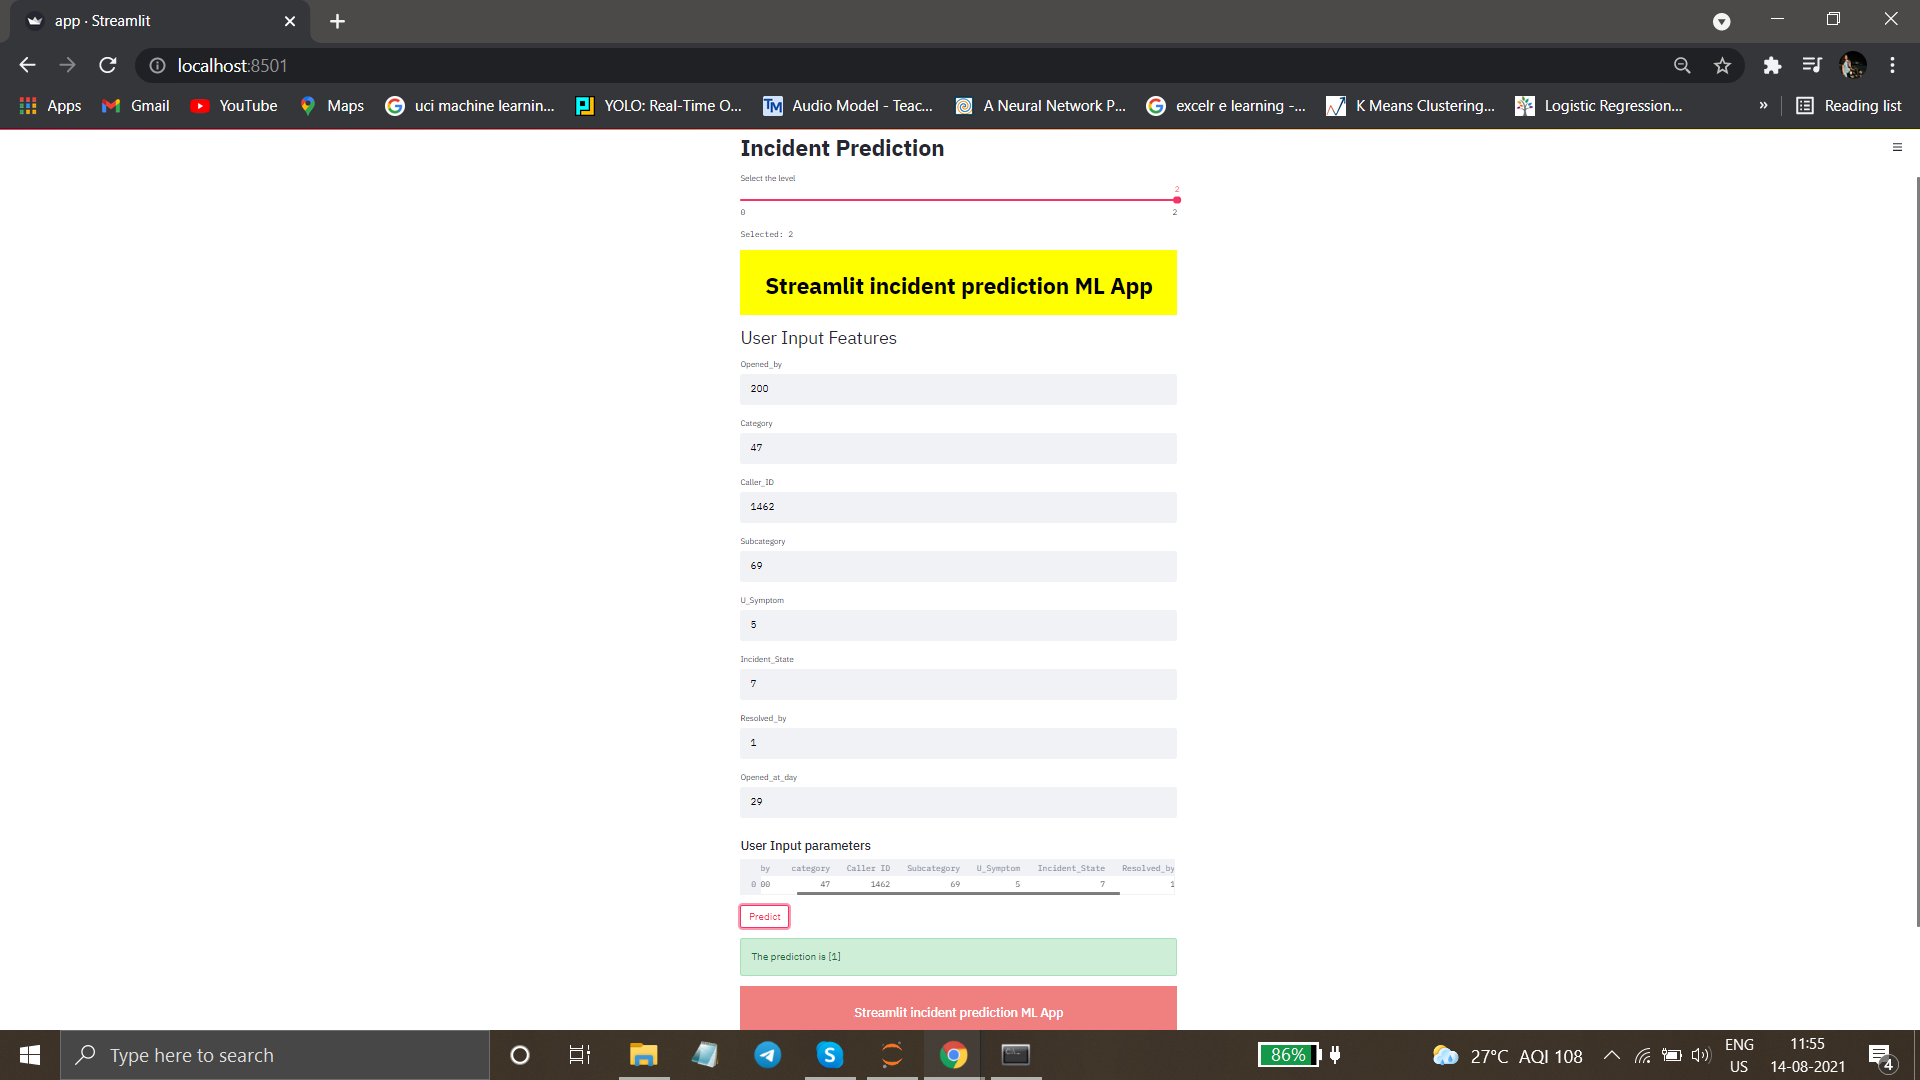 app · Streamlit
localhost:8501
Apps Gmail YouTube Maps uci machine learnin... YOLO: Real-Time O... TM Audio Model - Teac... A Neural Network P... excelr e learning -... K Means Clustering... Logistic Regression... » Reading list
Incident Prediction
Select the level
2
0 2
Selected: 2
Streamlit incident prediction ML App
User Input Features
Opened_by
200
Category
47
Caller_ID
1462
Subcategory
69
U_Symptom
5
Incident_State
7
Resolved_by
1
Opened_at_day
29
User Input parameters
by category Caller ID Subcategory U_Symptom Incident_State Resolved_by
0 00 47 1462 69 5 7 1
Predict
The prediction is [1]
Streamlit incident prediction ML App
Type here to search
86%
27°C AQI 108
ENG
US
11:55
14-08-2021
4